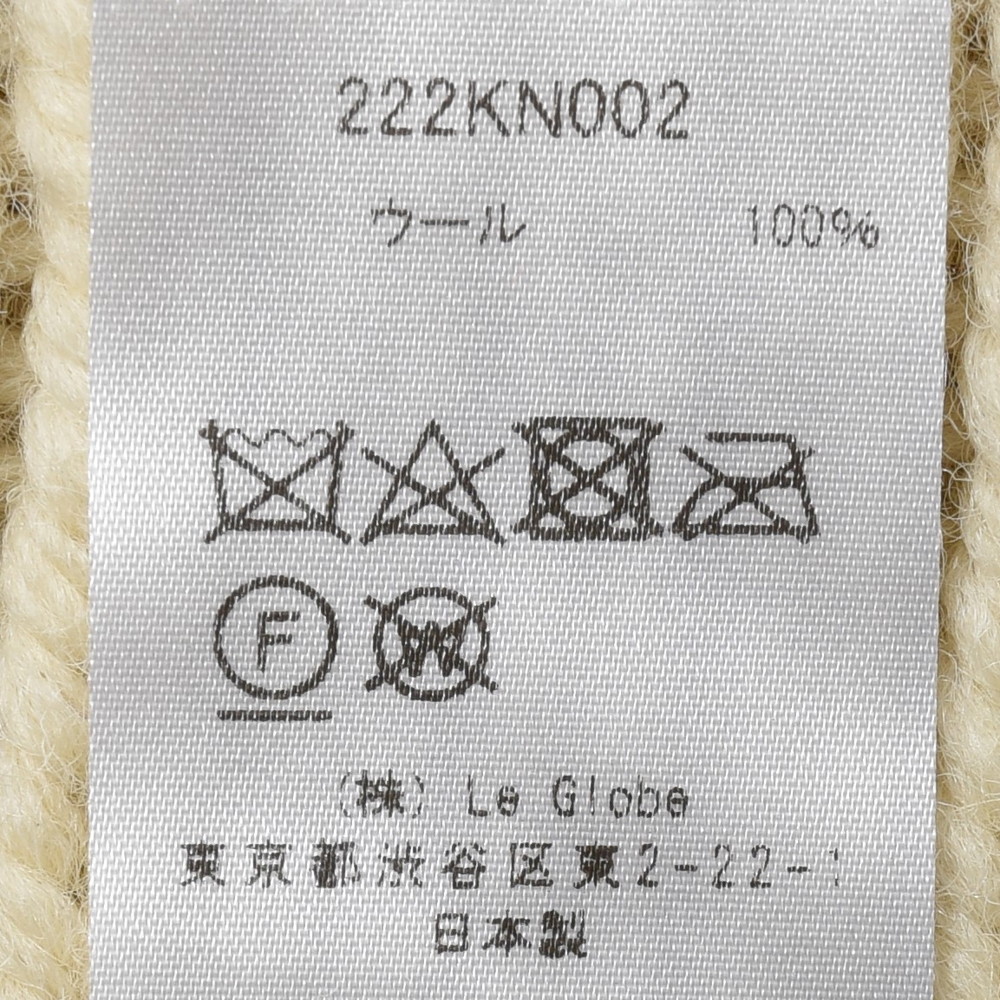 222KN002
ウール 100%
F
W
(株) Le Globe
東京都渋谷区東2-22-
日本製